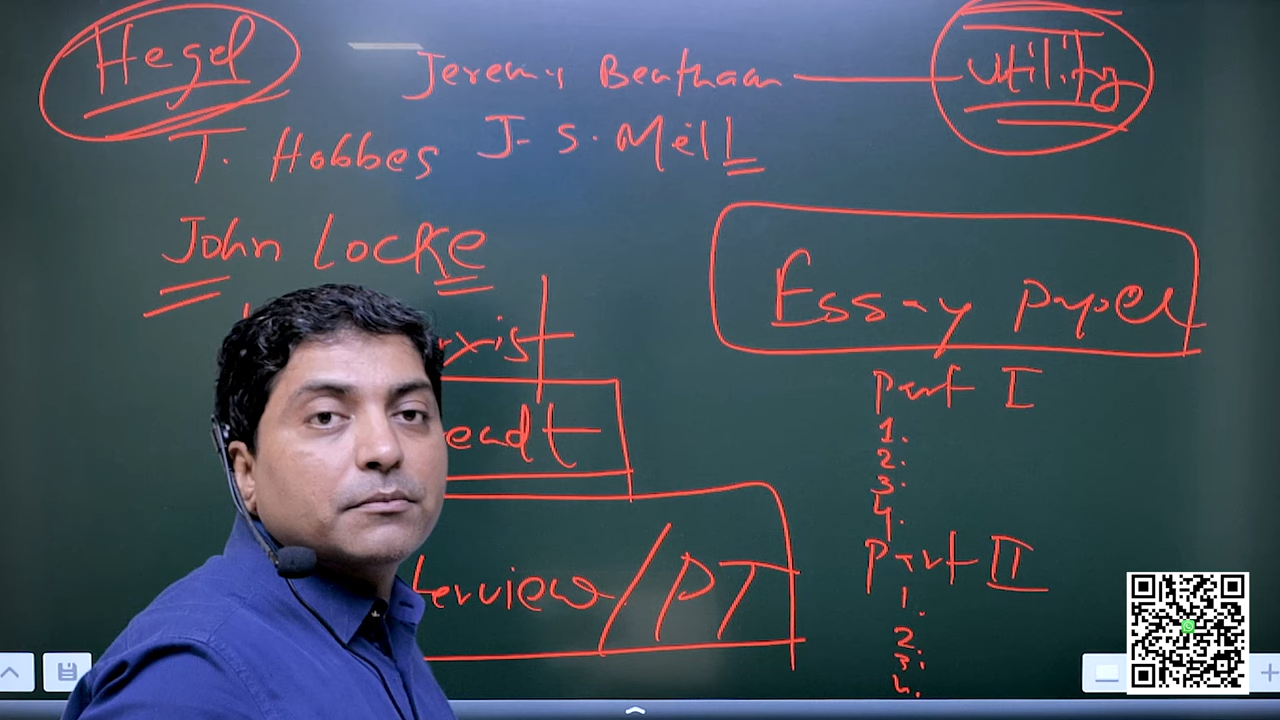 Hegel
Jeremy Bentham — Utility
T. Hobbes J. S. Mill
John Locke
Essay Paper
Part I
1.
2.
3.
4.
Part II
1.
2.
3.
4.
/PT